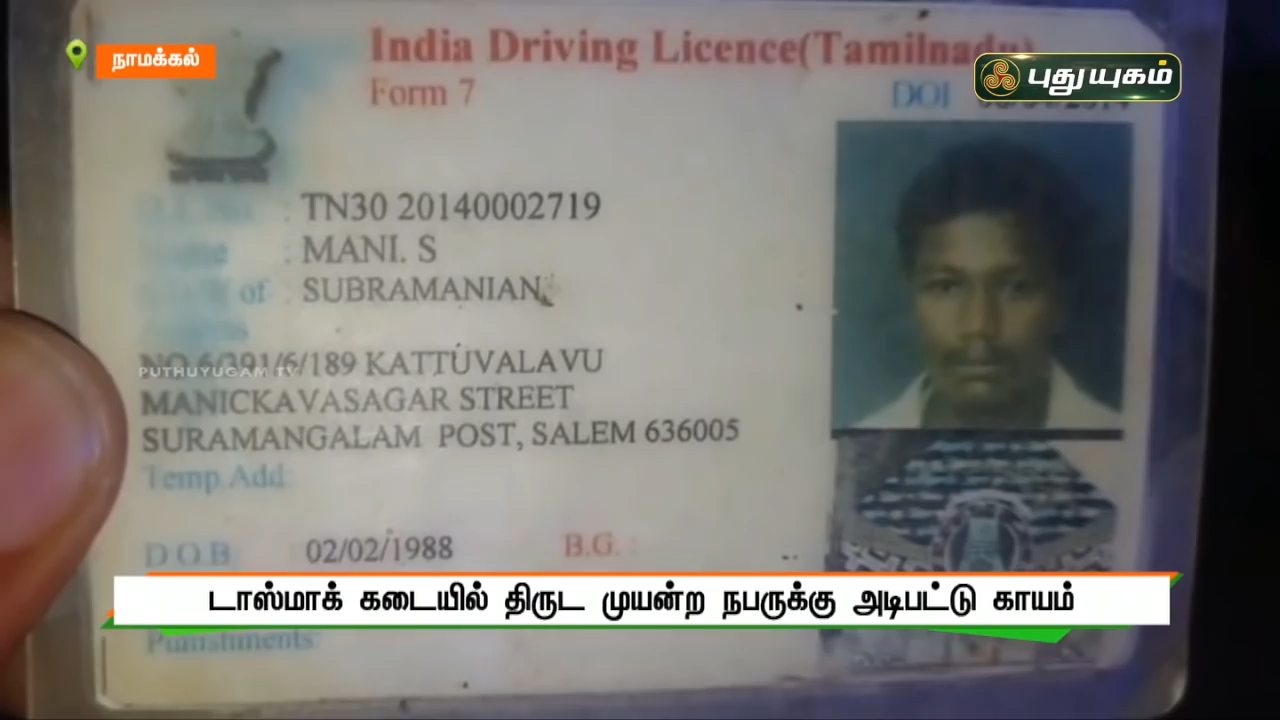 நாமக்கல்
India Driving Licence(Tamilnadu)
Form 7
புதுயுகம்
DOI
: TN30 20140002719
: MANI. S
of : SUBRAMANIAN
NO.6/391/6/189 KATTUVALAVU
PUTHUYUGAM TV
MANICKAVASAGAR STREET
SURAMANGALAM POST, SALEM 636005
Temp.Add:
D.O.B 02/02/1988 B.G. :
டாஸ்மாக் கடையில் திருட முயன்ற நபருக்கு அடிபட்டு காயம்
Punishments: